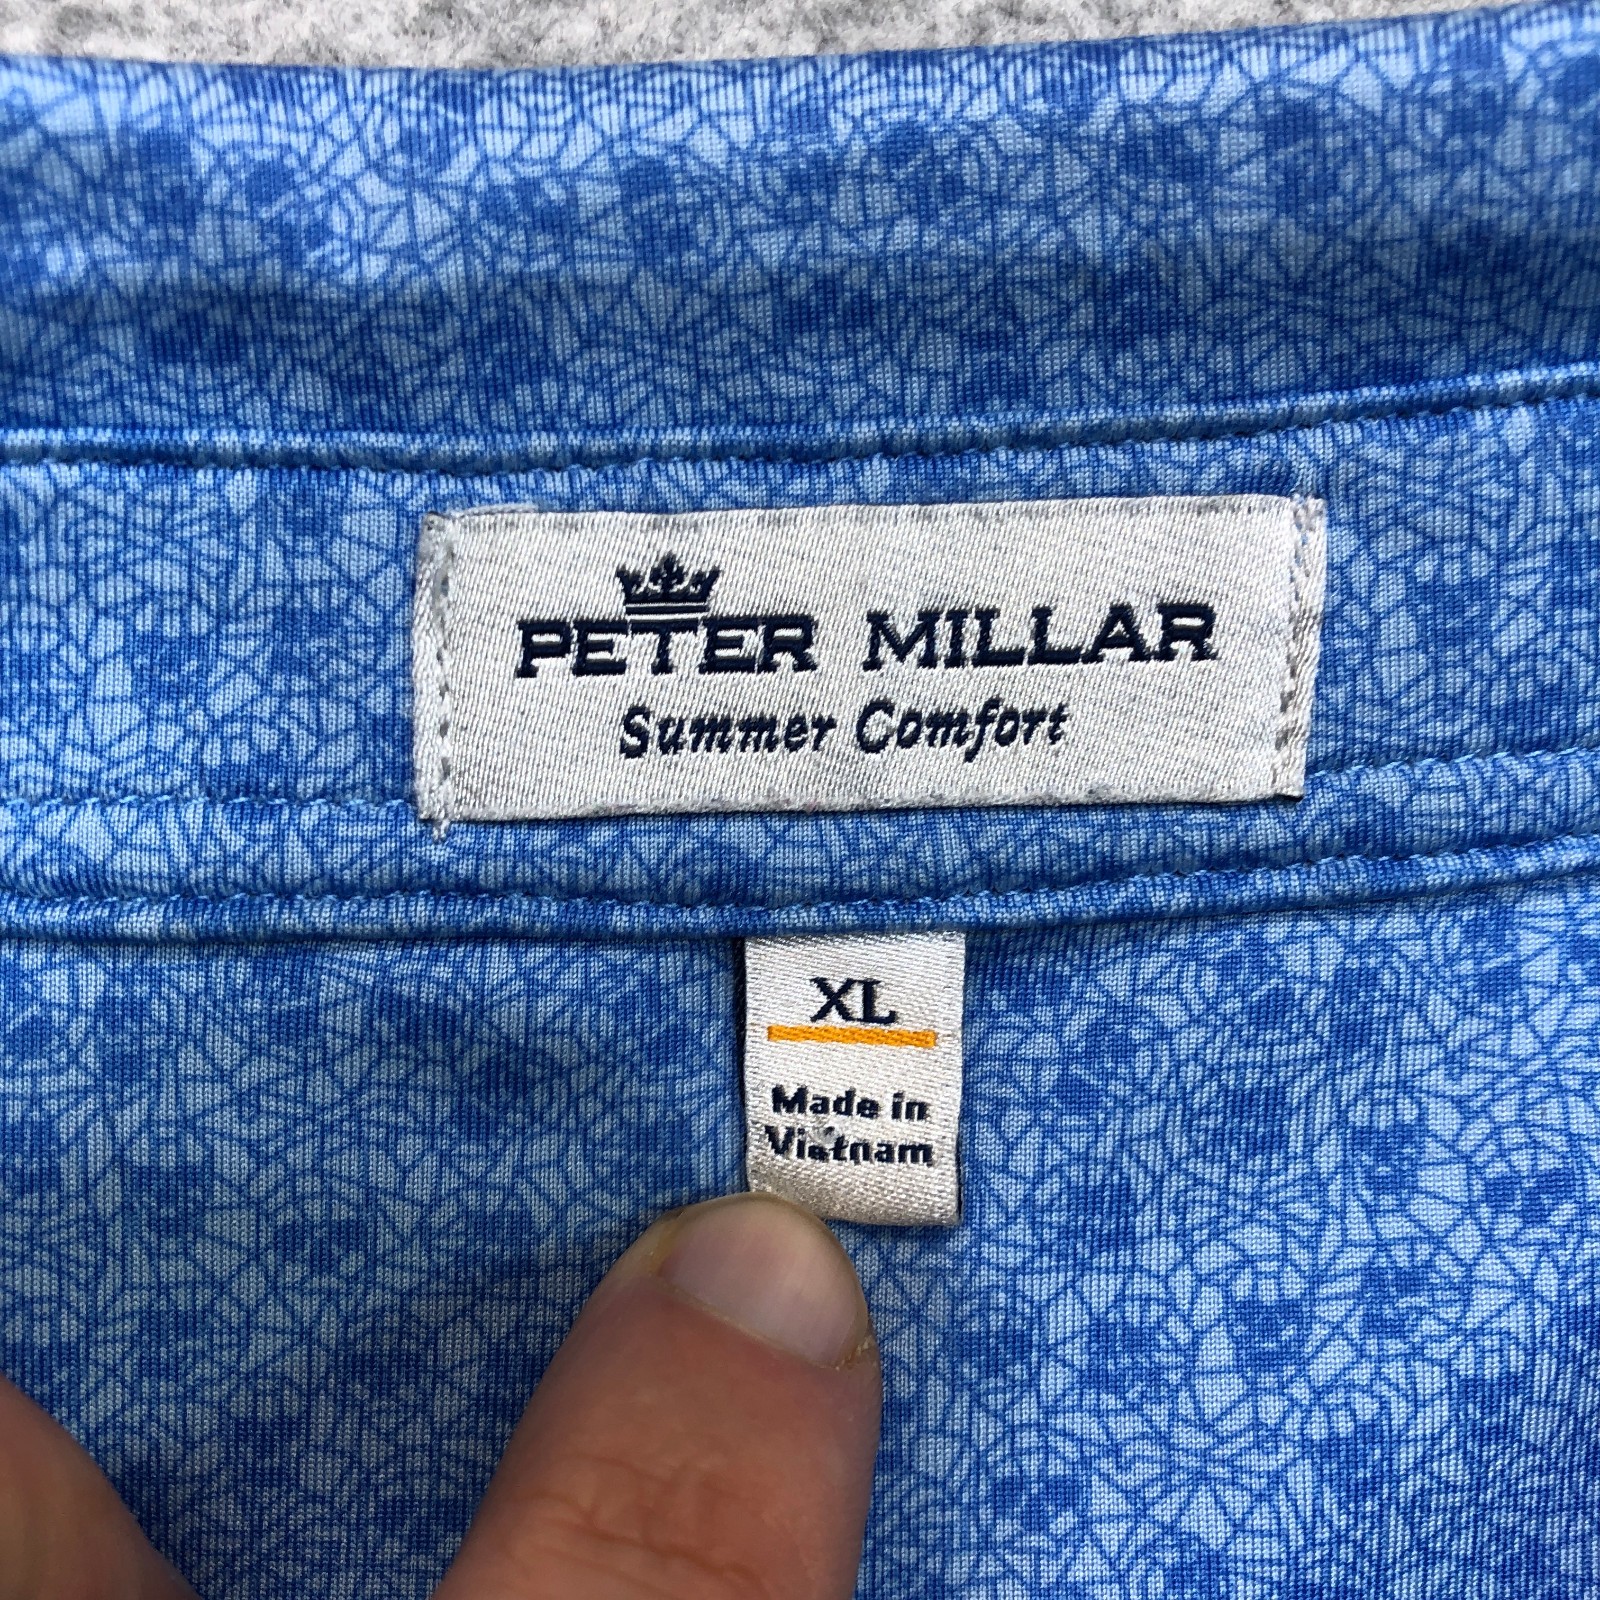 PETER MILLAR
Summer Comfort
XL
Made in
Vietnam